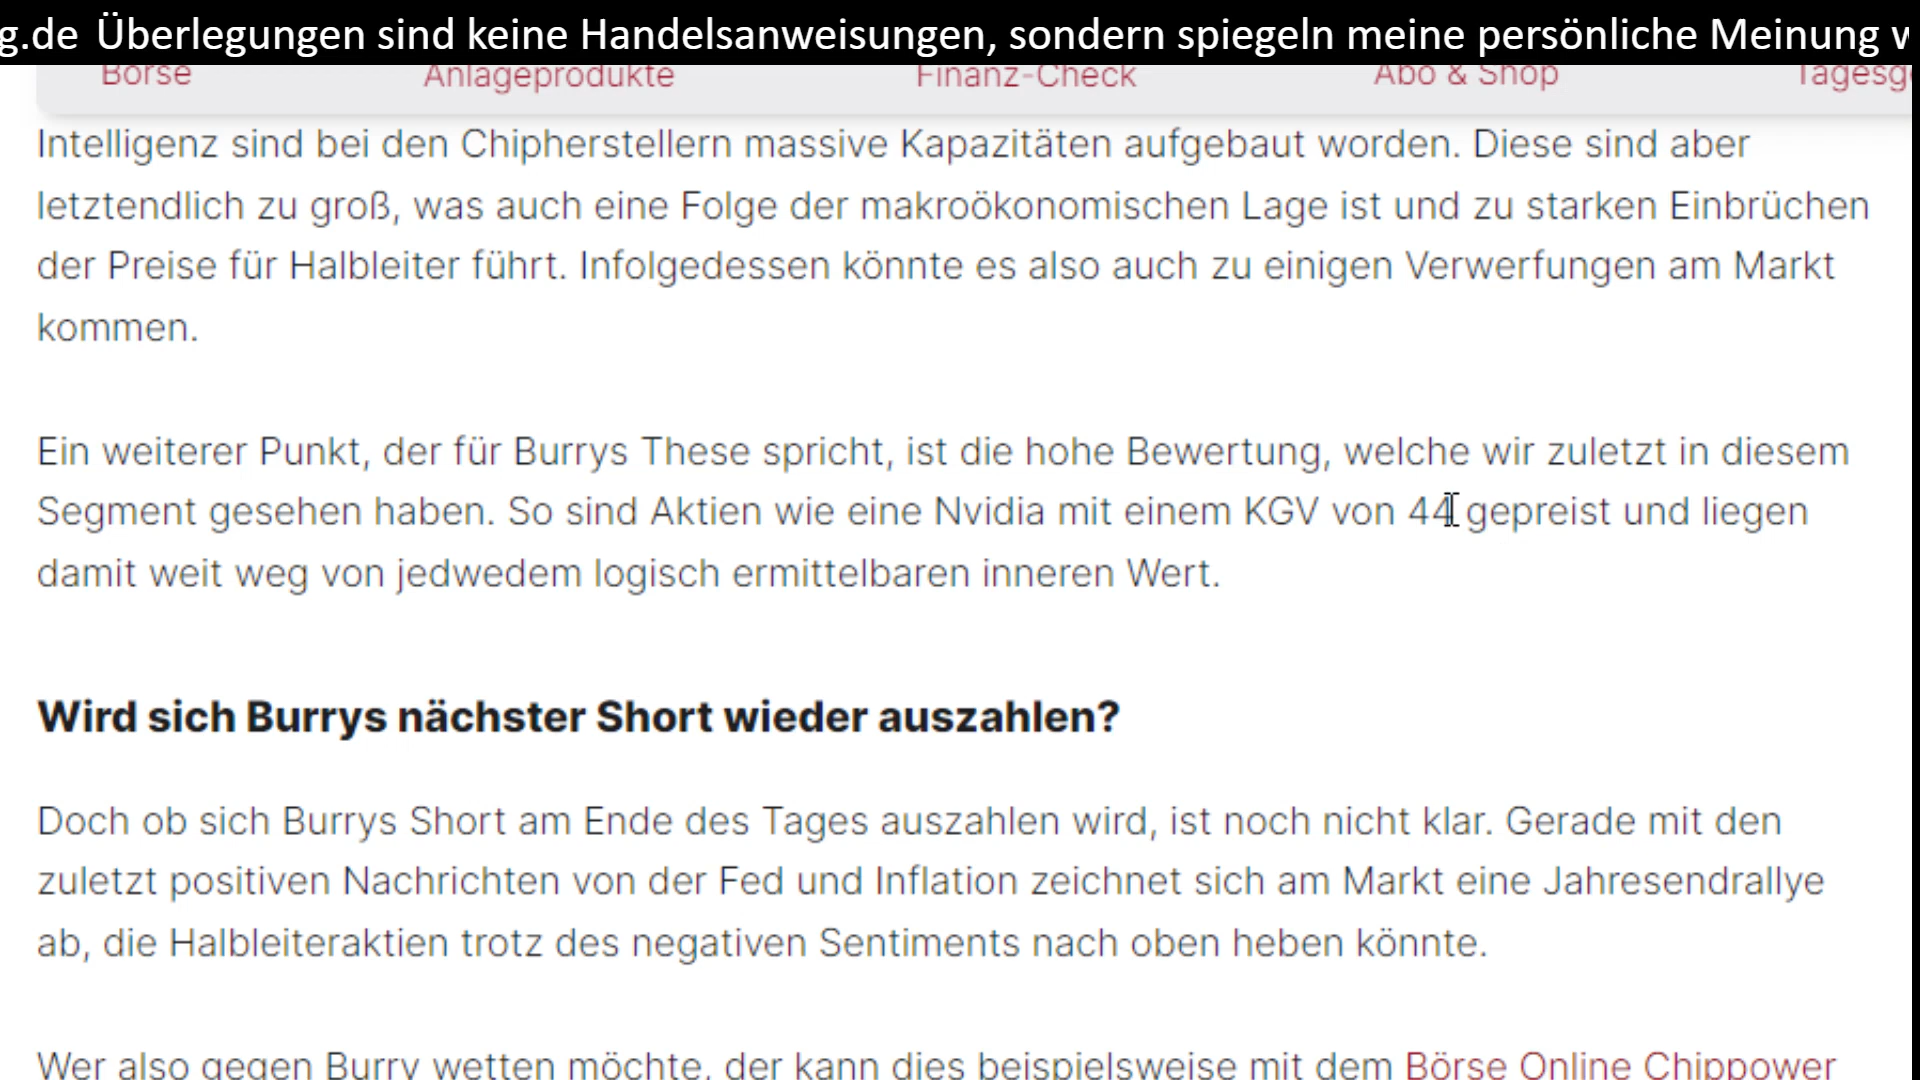 g.de Überlegungen sind keine Handelsanweisungen, sondern spiegeln meine persönliche Meinung
Börse Anlageprodukte Finanz-Check Abo & Shop
Intelligenz sind bei den Chipherstellern massive Kapazitäten aufgebaut worden. Diese sind aber
letztendlich zu groß, was auch eine Folge der makroökonomischen Lage ist und zu starken Einbrüchen
der Preise für Halbleiter führt. Infolgedessen könnte es also auch zu einigen Verwerfungen am Markt
kommen.
Ein weiterer Punkt, der für Burrys These spricht, ist die hohe Bewertung, welche wir zuletzt in diesem
Segment gesehen haben. So sind Aktien wie eine Nvidia mit einem KGV von 44 gepreist und liegen
damit weit weg von jedwedem logisch ermittelbaren inneren Wert.
Wird sich Burrys nächster Short wieder auszahlen?
Doch ob sich Burrys Short am Ende des Tages auszahlen wird, ist noch nicht klar. Gerade mit den
zuletzt positiven Nachrichten von der Fed und Inflation zeichnet sich am Markt eine Jahresendrallye
ab, die Halbleiteraktien trotz des negativen Sentiments nach oben heben könnte.
Wer also gegen Burry wetten möchte, der kann dies beispielsweise mit dem Börse Online Chippower